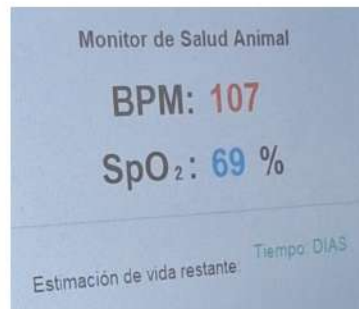 Monitor de Salud Animal
BPM: 107
SpO₂: 69 %
Estimación de vida restante: Tiempo: DIAS